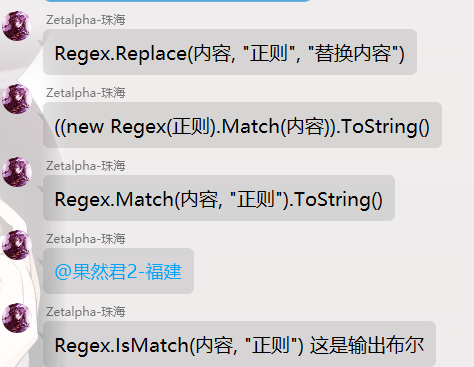 Zetalpha-珠海
Regex.Replace(内容, "正则", "替换内容")
Zetalpha-珠海
((new Regex(正则).Match(内容)).ToString()
Zetalpha-珠海
Regex.Match(内容, "正则").ToString()
Zetalpha-珠海
@果然君2-福建
Zetalpha-珠海
Regex.IsMatch(内容, "正则") 这是输出布尔